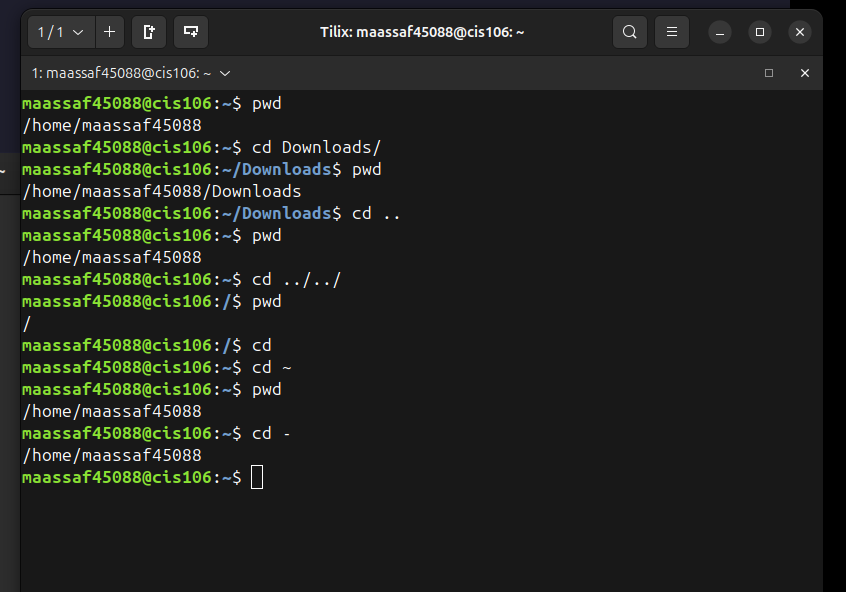 1 / 1
Tilix: maassaf45088@cis106: ~
1: maassaf45088@cis106: ~
~
maassaf45088@cis106:~$ pwd
/home/maassaf45088
maassaf45088@cis106:~$ cd Downloads/
maassaf45088@cis106:~/Downloads$ pwd
/home/maassaf45088/Downloads
maassaf45088@cis106:~/Downloads$ cd ..
maassaf45088@cis106:~$ pwd
/home/maassaf45088
maassaf45088@cis106:~$ cd ../../
maassaf45088@cis106:/$ pwd
/
maassaf45088@cis106:/$ cd
maassaf45088@cis106:~$ cd ~
maassaf45088@cis106:~$ pwd
/home/maassaf45088
maassaf45088@cis106:~$ cd -
/home/maassaf45088
maassaf45088@cis106:~$